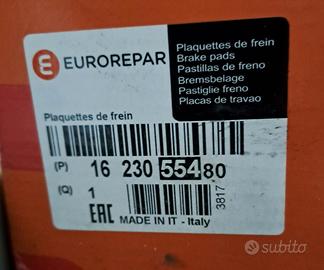 EUROREPAR
Plaquettes de frein
Brake pads
Pastillas de freno
Bremsbelage
Pastiglie freno
Placas de travao
Plaquettes de frein
(P) 16 230 554 80
(Q) 1
3817
EAC MADE IN IT - Italy
subito